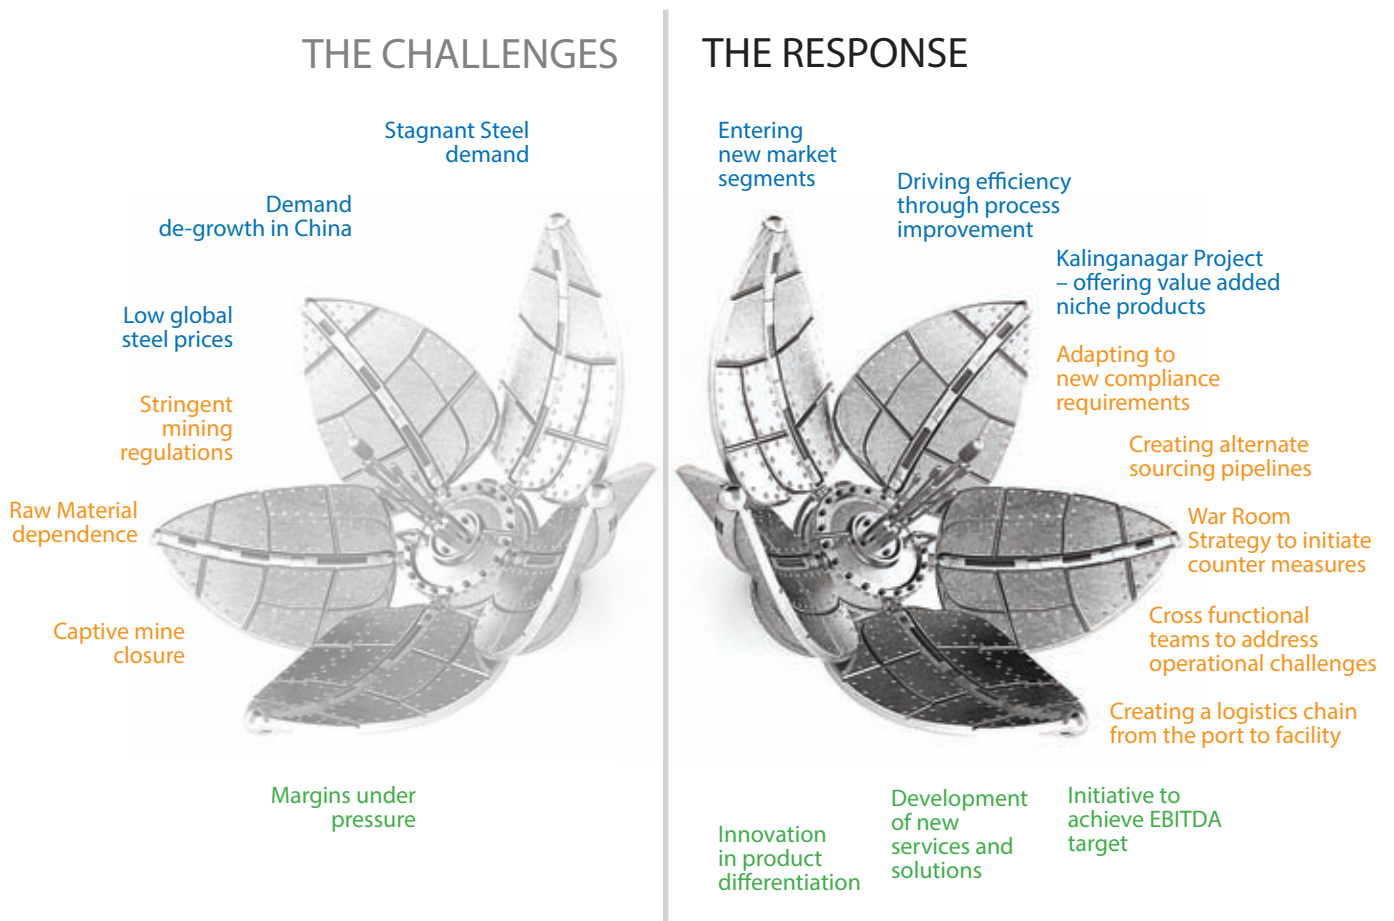 THE CHALLENGES
Stagnant Steel
demand
Demand
de-growth in China
Low global
steel prices
Stringent
mining
regulations
Raw Material
dependence
Captive mine
closure
Margins under
pressure
THE RESPONSE
Entering
new market
segments
Driving efficiency
through process
improvement
Kalinganagar Project
– offering value added
niche products
Adapting to
new compliance
requirements
Creating alternate
sourcing pipelines
War Room
Strategy to initiate
counter measures
Cross functional
teams to address
operational challenges
Creating a logistics chain
from the port to facility
Innovation
in product
differentiation
Development
of new
services and
solutions
Initiative to
achieve EBITDA
target